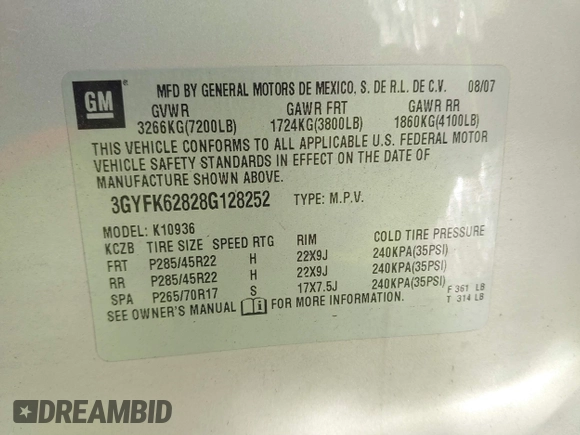 GM
MFD BY GENERAL MOTORS DE MEXICO, S. DE R.L. DE C.V. 08/07
GVWR GAWR FRT GAWR RR
3266KG(7200LB) 1724KG(3800LB) 1860KG(4100LB)
THIS VEHICLE CONFORMS TO ALL APPLICABLE U.S. FEDERAL MOTOR
VEHICLE SAFETY STANDARDS IN EFFECT ON THE DATE OF
MANUFACTURE SHOWN ABOVE.
3GYFK62828G128252 TYPE: M.P.V.
MODEL: K10936
KCZB TIRE SIZE SPEED RTG RIM COLD TIRE PRESSURE
FRT P285/45R22 H 22X9J 240KPA(35PSI)
RR P285/45R22 H 22X9J 240KPA(35PSI)
SPA P265/70R17 S 17X7.5J 240KPA(35PSI)
SEE OWNER'S MANUAL FOR MORE INFORMATION.
F 361 LB
T 314 LB
DREAMBID